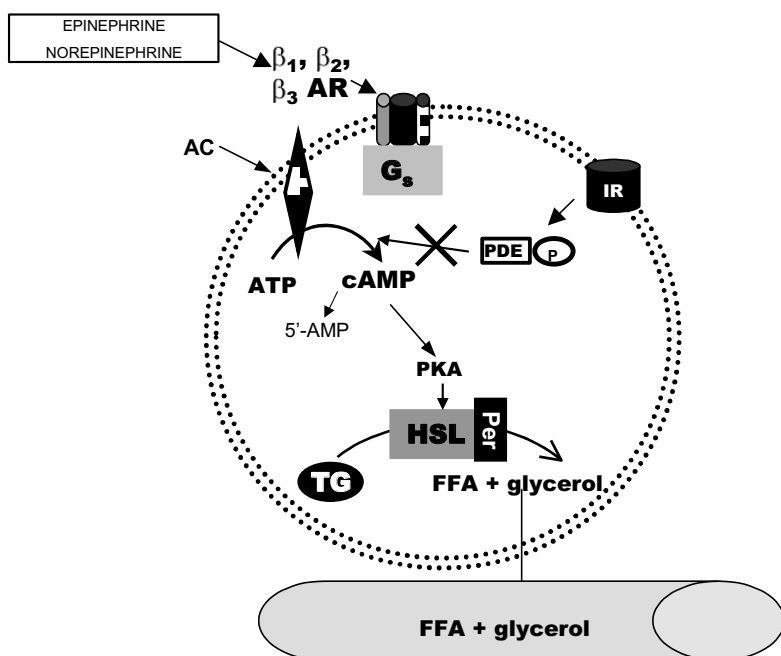 EPINEPHRINE
NOREPINEPHRINE
β₁, β₂,
β₃ AR
AC
Gₛ
IR
PDE
P
ATP
cAMP
5'-AMP
PKA
HSL
Per
TG
FFA + glycerol
FFA + glycerol